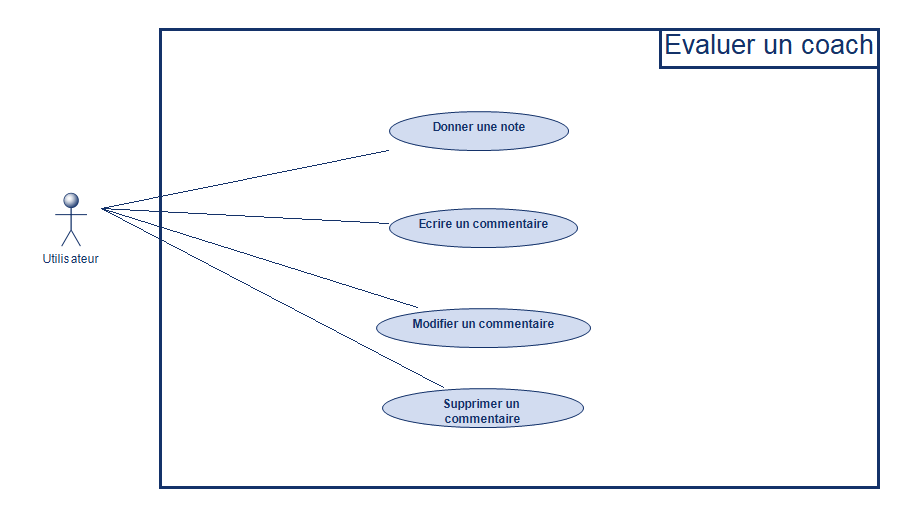 Evaluer un coach
Donner une note
Ecrire un commentaire
Utilisateur
Modifier un commentaire
Supprimer un
commentaire